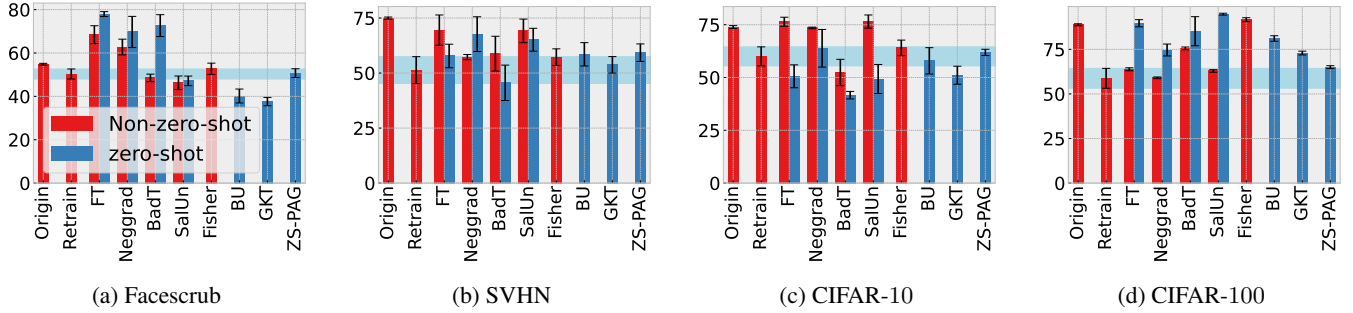 80
60
40
20
0
Non-zero-shot
zero-shot
Origin
Retrain
FT
Neggrad
BadT
SalUn
Fisher
BU
GKT
ZS-PAG
(a) Facescrub
75
50
25
0
Origin
Retrain
FT
Neggrad
BadT
SalUn
Fisher
BU
GKT
ZS-PAG
(b) SVHN
75
50
25
0
Origin
Retrain
FT
Neggrad
BadT
SalUn
Fisher
BU
GKT
ZS-PAG
(c) CIFAR-10
75
50
25
0
Origin
Retrain
FT
Neggrad
BadT
SalUn
Fisher
BU
GKT
ZS-PAG
(d) CIFAR-100